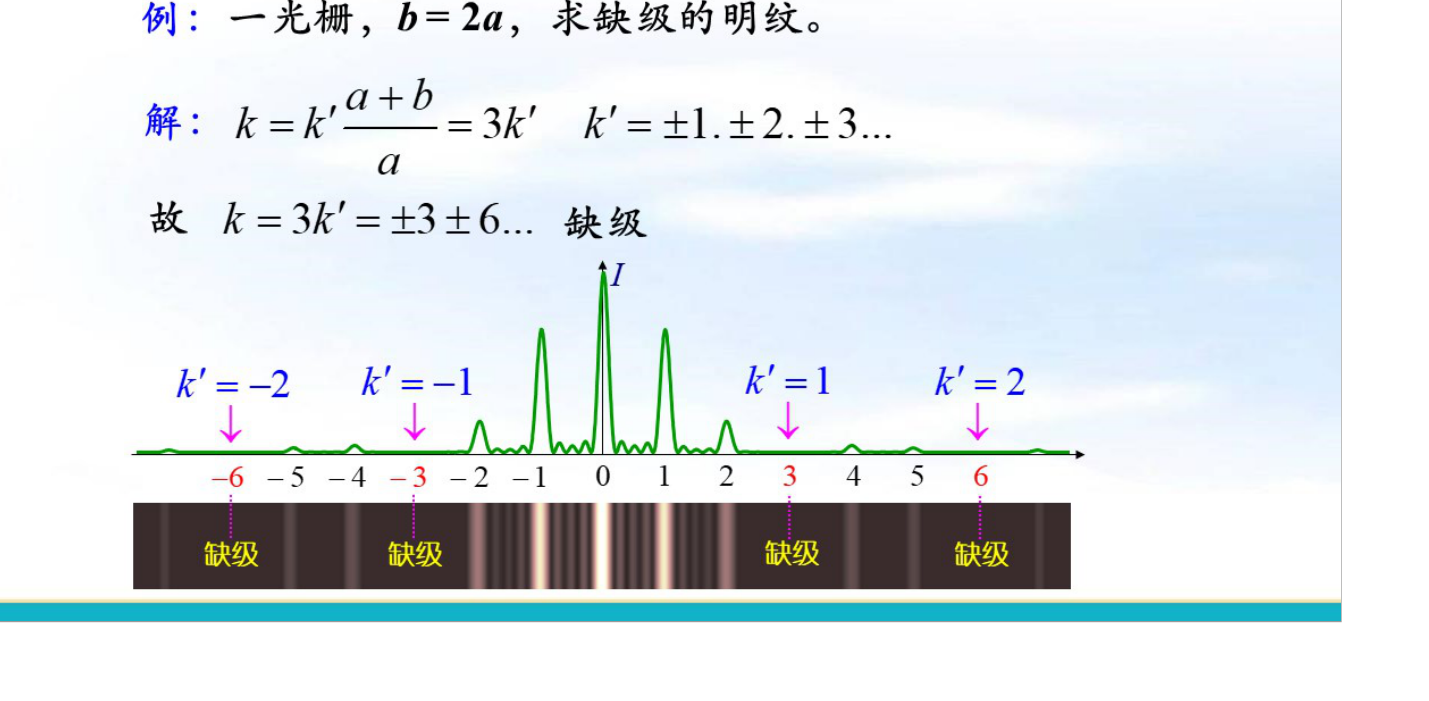 例：一光栅，b = 2a，求缺级的明纹。
解：k = k′ (a + b)/a = 3k′ k′ = ±1. ±2. ±3...
故 k = 3k′ = ±3 ±6... 缺级
I
k′ = −2 k′ = −1 k′ = 1 k′ = 2
−6 −5 −4 −3 −2 −1 0 1 2 3 4 5 6
缺级 缺级 缺级 缺级